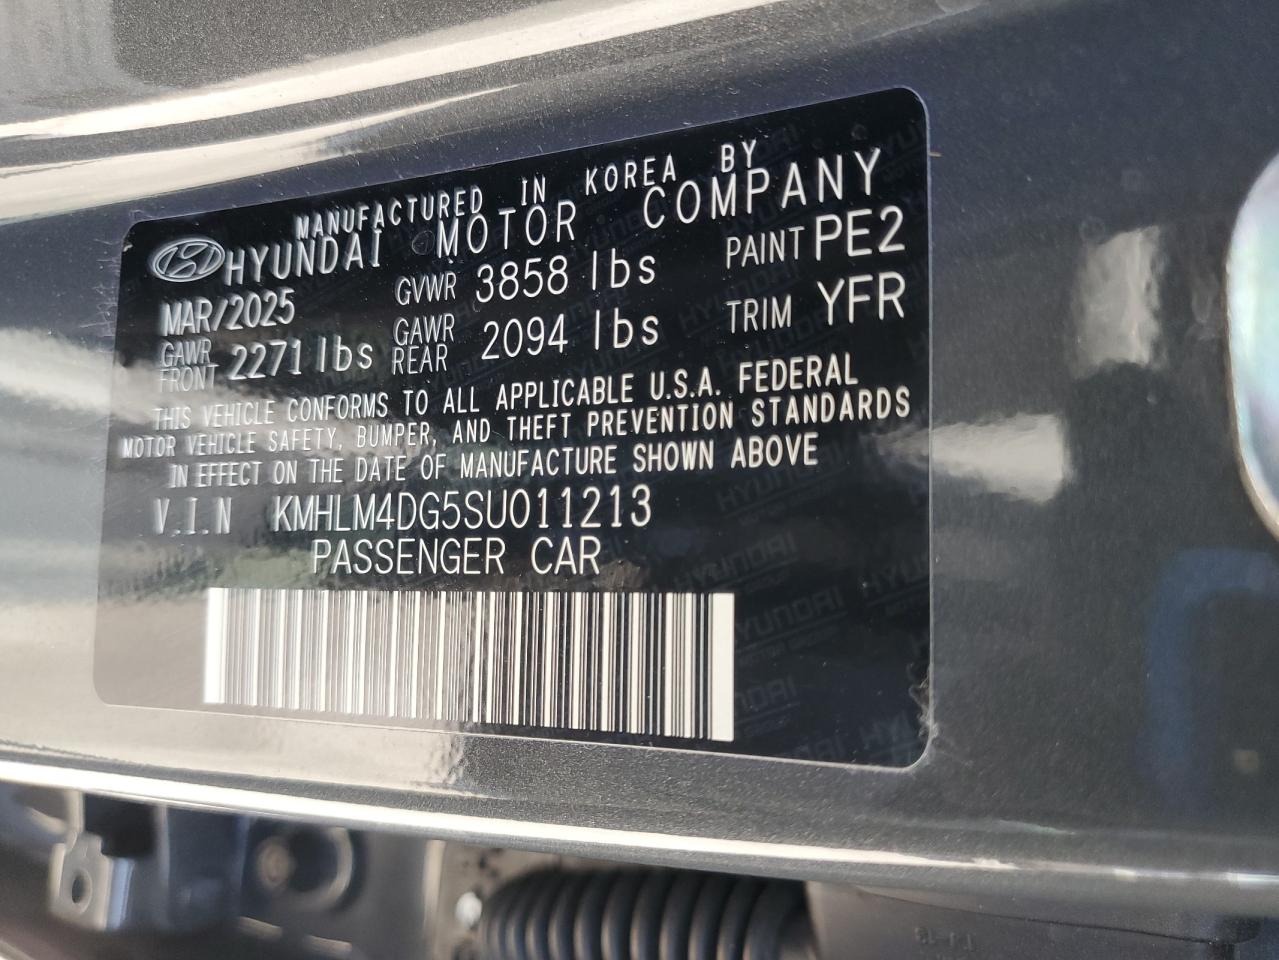 MANUFACTURED IN KOREA BY
HYUNDAI MOTOR COMPANY
MAR/2025 GVWR 3858 lbs PAINT PE2
GAWR FRONT 2271 lbs GAWR REAR 2094 lbs TRIM YFR
THIS VEHICLE CONFORMS TO ALL APPLICABLE U.S.A. FEDERAL
MOTOR VEHICLE SAFETY, BUMPER, AND THEFT PREVENTION STANDARDS
IN EFFECT ON THE DATE OF MANUFACTURE SHOWN ABOVE
V.I.N KMHLM4DG5SU011213
PASSENGER CAR